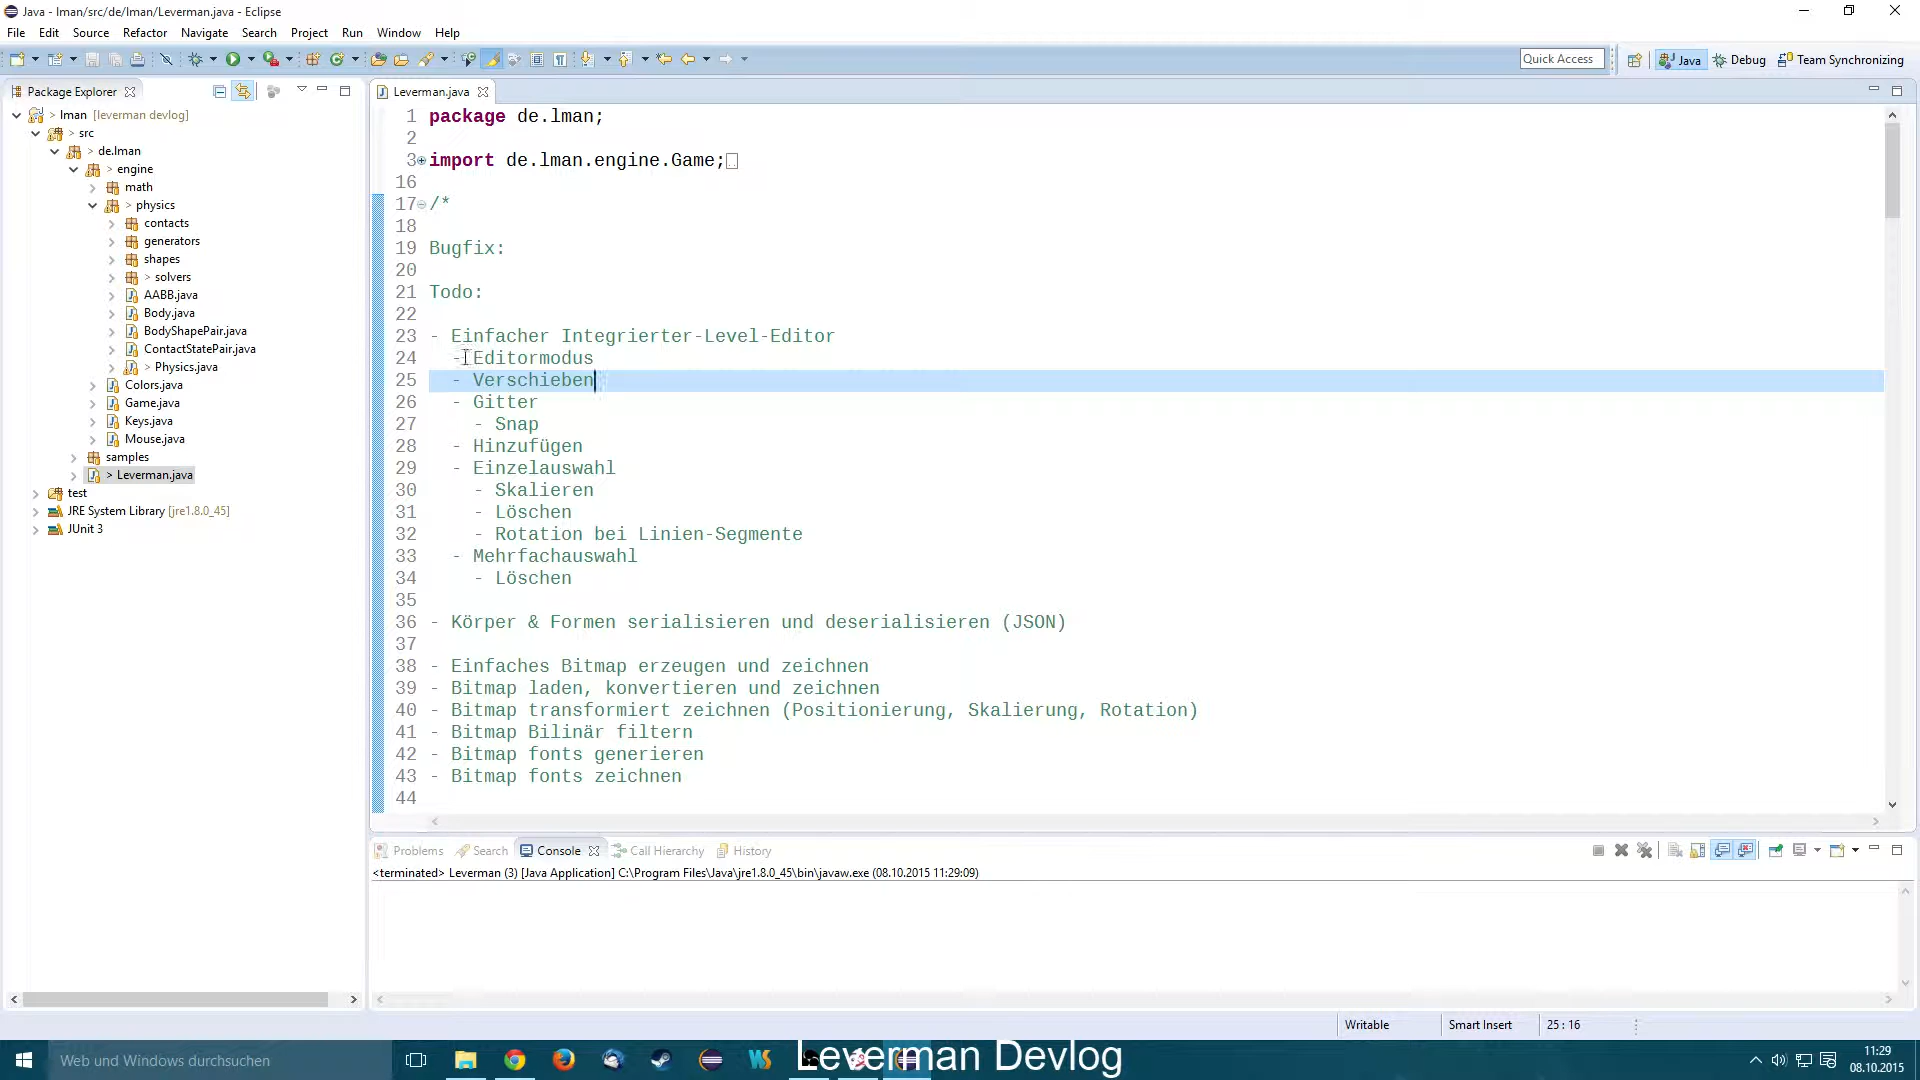 Java - lman/src/de/lman/Leverman.java - Eclipse
File Edit Source Refactor Navigate Search Project Run Window Help
Quick Access Java Debug Team Synchronizing
Package Explorer
> lman [leverman devlog]
> src
> de.lman
> engine
math
> physics
contacts
generators
shapes
> solvers
AABB.java
Body.java
BodyShapePair.java
ContactStatePair.java
> Physics.java
Colors.java
Game.java
Keys.java
Mouse.java
samples
> Leverman.java
test
JRE System Library [jre1.8.0_45]
JUnit 3
Leverman.java
1 package de.lman;
2
3 import de.lman.engine.Game;
16
17 /*
18
19 Bugfix:
20
21 Todo:
22
23 - Einfacher Integrierter-Level-Editor
24 - Editormodus
25 - Verschieben
26 - Gitter
27 - Snap
28 - Hinzufügen
29 - Einzelauswahl
30 - Skalieren
31 - Löschen
32 - Rotation bei Linien-Segmente
33 - Mehrfachauswahl
34 - Löschen
35
36 - Körper & Formen serialisieren und deserialisieren (JSON)
37
38 - Einfaches Bitmap erzeugen und zeichnen
39 - Bitmap laden, konvertieren und zeichnen
40 - Bitmap transformiert zeichnen (Positionierung, Skalierung, Rotation)
41 - Bitmap Bilinär filtern
42 - Bitmap fonts generieren
43 - Bitmap fonts zeichnen
44
Problems Search Console Call Hierarchy History
<terminated> Leverman (3) [Java Application] C:\Program Files\Java\jre1.8.0_45\bin\javaw.exe (08.10.2015 11:29:09)
Writable Smart Insert 25 : 16
Web und Windows durchsuchen
Leverman Devlog
11:29
08.10.2015